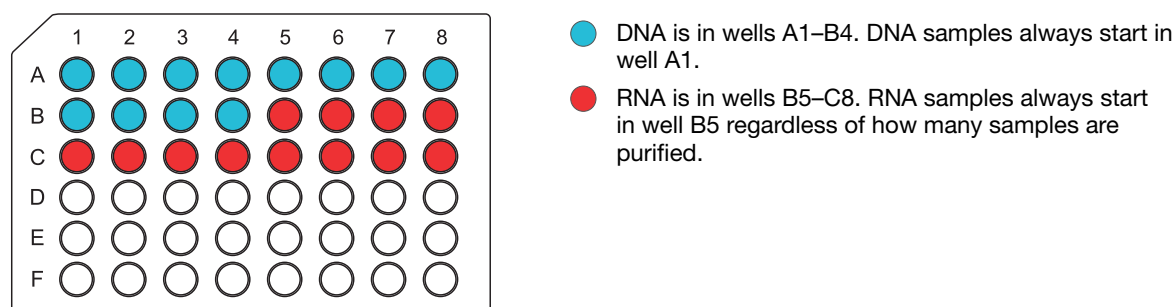 1 2 3 4 5 6 7 8
A
B
C
D
E
F
DNA is in wells A1–B4. DNA samples always start in
well A1.
RNA is in wells B5–C8. RNA samples always start
in well B5 regardless of how many samples are
purified.